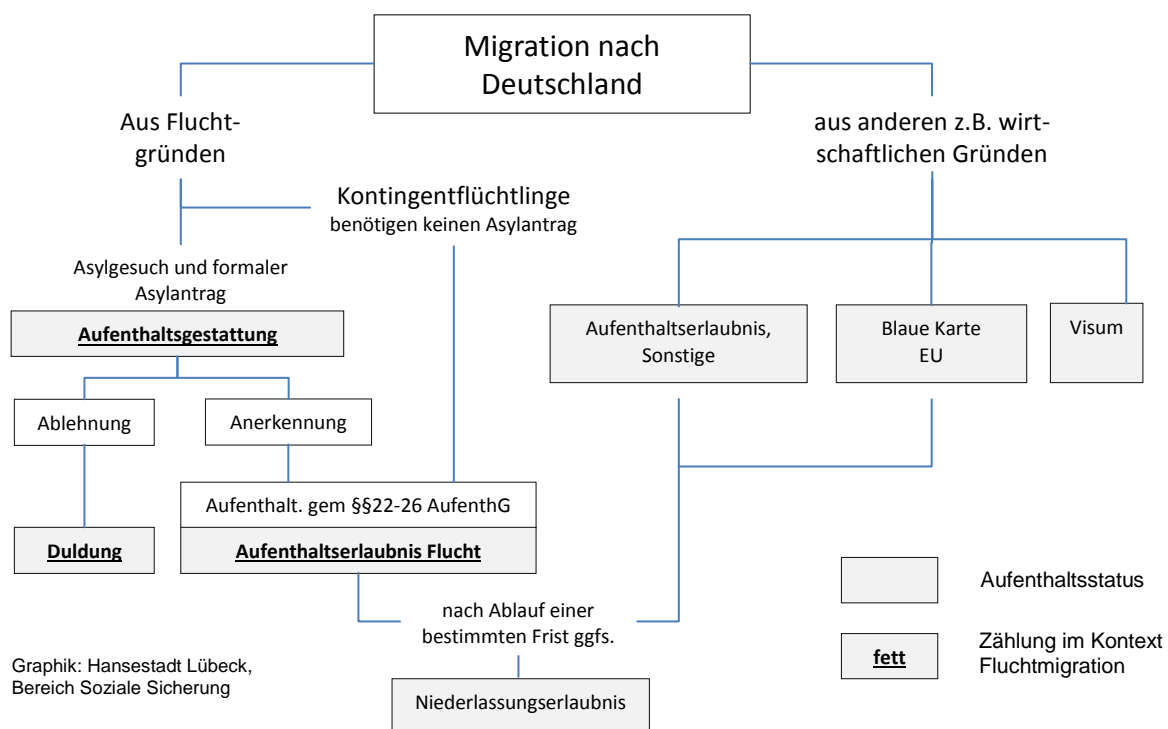 Migration nach
Deutschland
Aus Flucht-
gründen
aus anderen z.B. wirt-
schaftlichen Gründen
Kontingentflüchtlinge
benötigen keinen Asylantrag
Asylgesuch und formaler
Asylantrag
Aufenthaltsgestattung
Aufenthaltserlaubnis,
Sonstige
Blaue Karte
EU
Visum
Ablehnung
Anerkennung
Aufenthalt. gem §§22-26 AufenthG
Duldung
Aufenthaltserlaubnis Flucht
nach Ablauf einer
bestimmten Frist ggfs.
Niederlassungserlaubnis
Aufenthaltsstatus
fett
Zählung im Kontext
Fluchtmigration
Graphik: Hansestadt Lübeck,
Bereich Soziale Sicherung